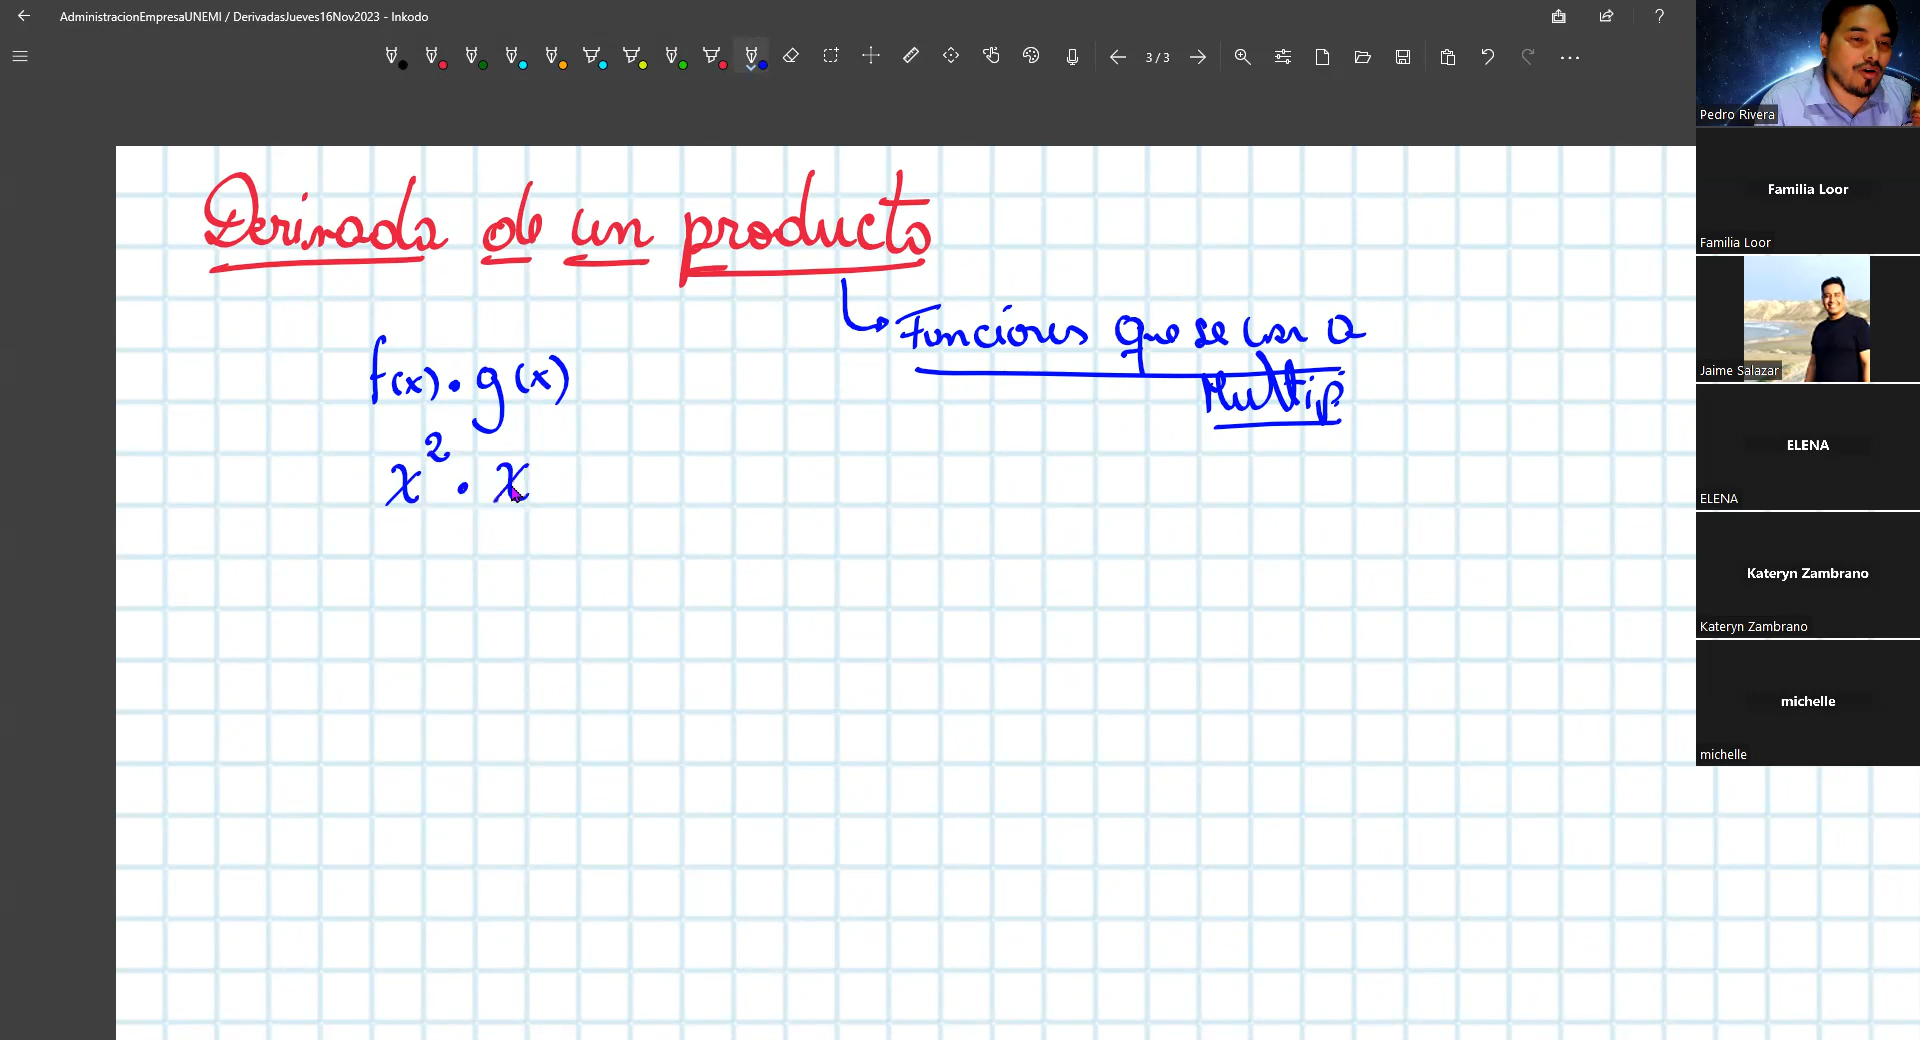 AdministracionEmpresaUNEMI / DerivadasJueves16Nov2023 - Inkodo
3 / 3
Derivada de un producto
Funciones que se van a
Multip
f(x) • g(x)
x² • x
Pedro Rivera
Familia Loor
Familia Loor
Jaime Salazar
ELENA
ELENA
Kateryn Zambrano
Kateryn Zambrano
michelle
michelle